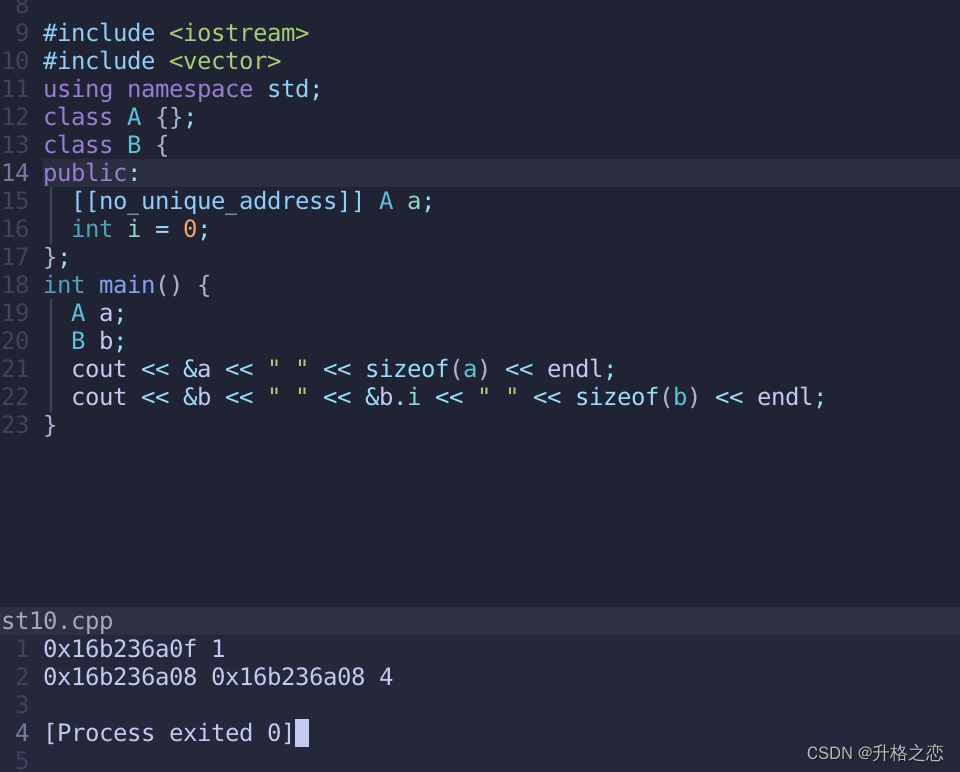 8
9 #include <iostream>
10 #include <vector>
11 using namespace std;
12 class A {};
13 class B {
14 public:
15   [[no_unique_address]] A a;
16   int i = 0;
17 };
18 int main() {
19   A a;
20   B b;
21   cout << &a << " " << sizeof(a) << endl;
22   cout << &b << " " << &b.i << " " << sizeof(b) << endl;
23 }
st10.cpp
1 0x16b236a0f 1
2 0x16b236a08 0x16b236a08 4
3
4 [Process exited 0]
5
CSDN @升格之恋